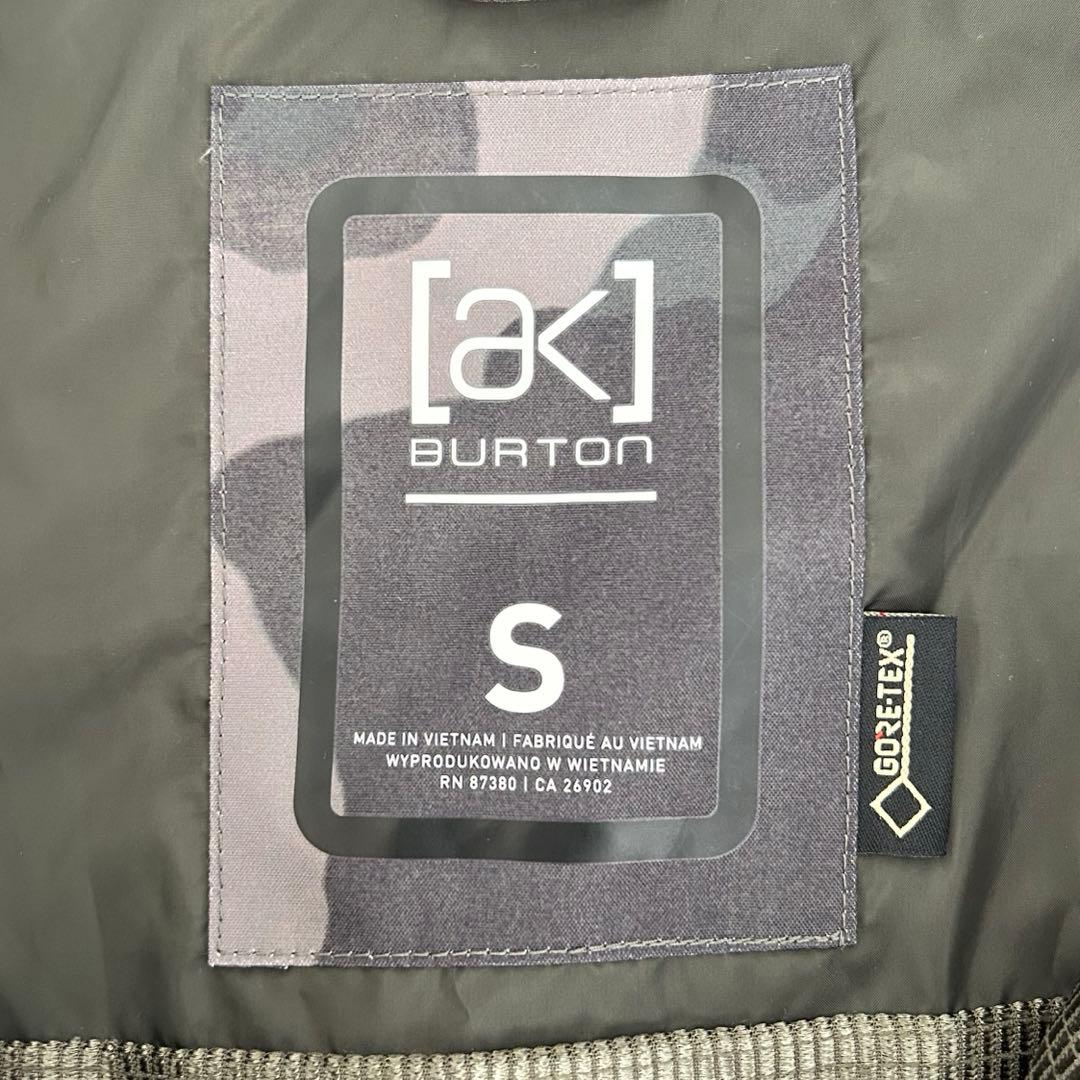 [ak]
BURTON
S
MADE IN VIETNAM | FABRIQUÉ AU VIETNAM
WYPRODUKOWANO W WIETNAMIE
RN 87380 | CA 26902
GORE-TEX®